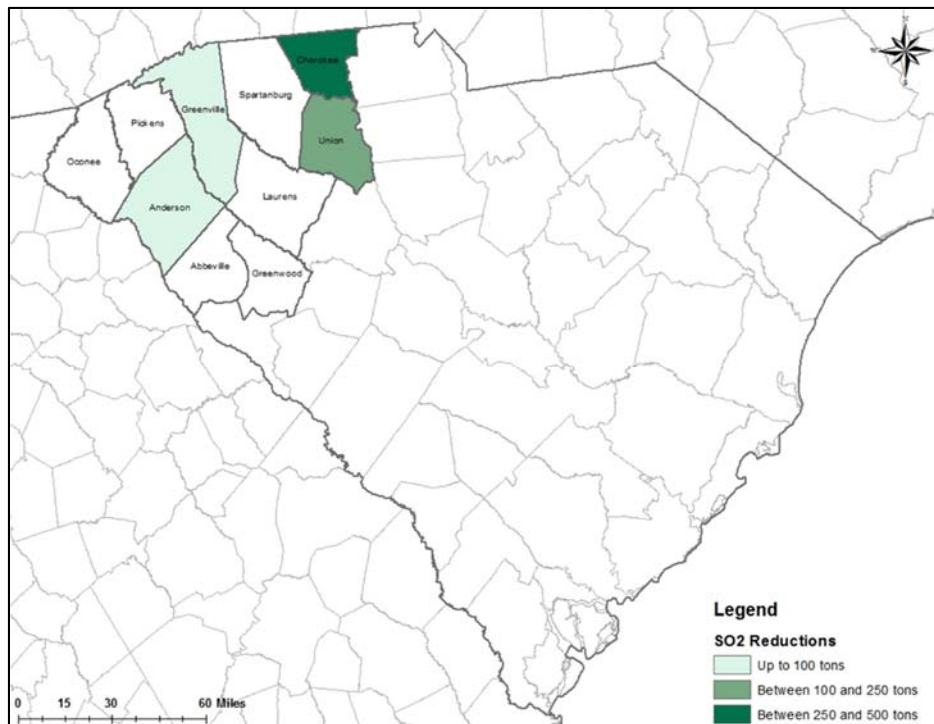 Cherokee
Spartanburg
Greenville
Pickens
Union
Oconee
Laurens
Anderson
Abbeville
Greenwood
Legend
SO2 Reductions
Up to 100 tons
Between 100 and 250 tons
Between 250 and 500 tons
0 15 30 60 Miles